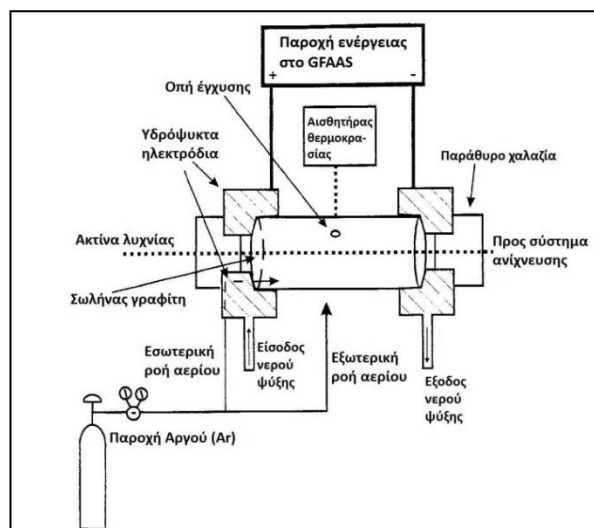 Παροχή ενέργειας
στο GFAAS
+
-
Οπή έγχυσης
Αισθητήρας
θερμοκρα-
σίας
Υδρόψυκτα
ηλεκτρόδια
Παράθυρο χαλαζία
Ακτίνα λυχνίας
Προς σύστημα
ανίχνευσης
Σωλήνας γραφίτη
Εσωτερική
ροή αερίου
Είσοδος
νερού
ψύξης
Εξωτερική
ροή αερίου
Εξοδος
νερού
ψύξης
Παροχή Αργού (Ar)